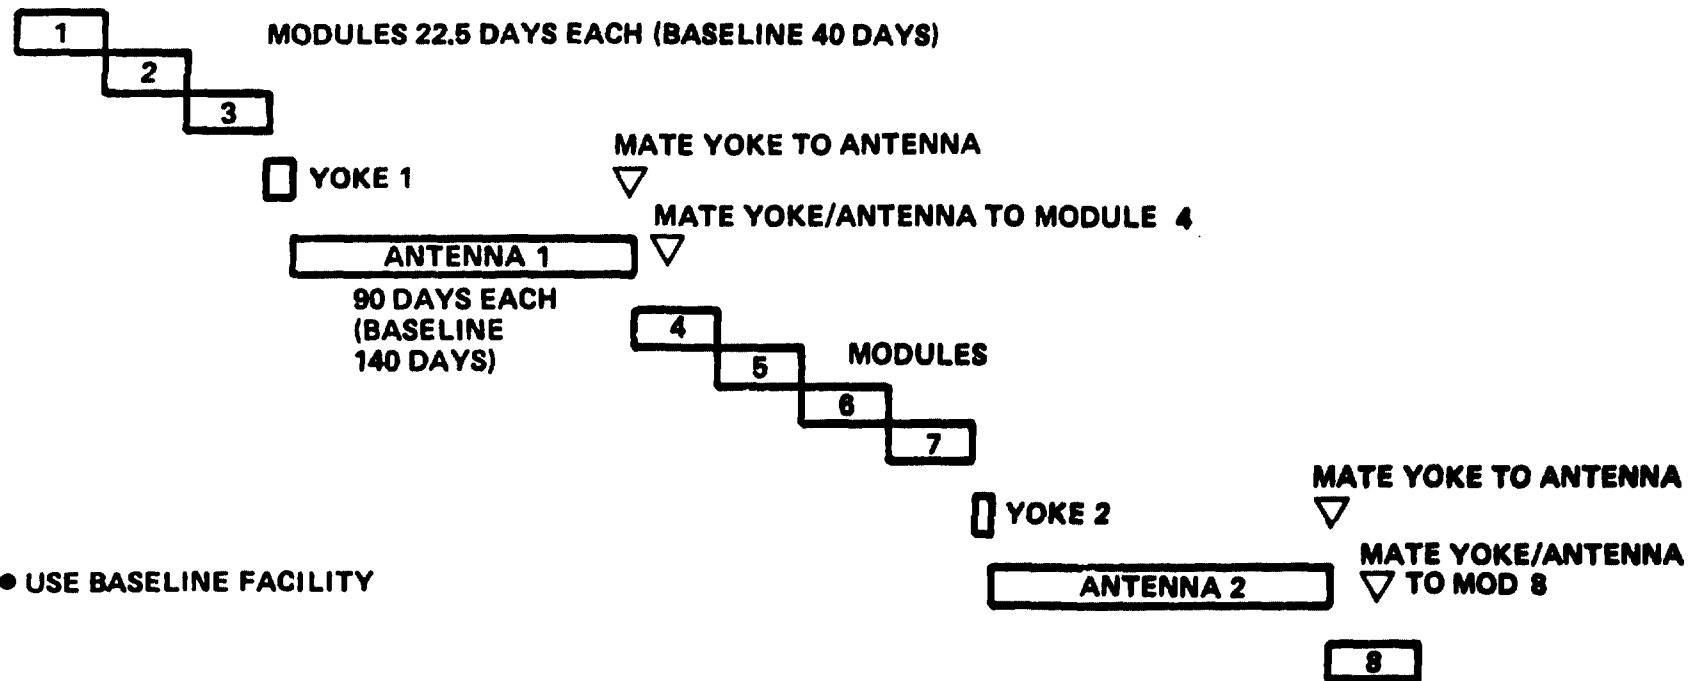 1
MODULES 22.5 DAYS EACH (BASELINE 40 DAYS)
2
3
MATE YOKE TO ANTENNA
YOKE 1
MATE YOKE/ANTENNA TO MODULE 4
ANTENNA 1
90 DAYS EACH
(BASELINE
140 DAYS)
4
5
MODULES
6
7
MATE YOKE TO ANTENNA
YOKE 2
MATE YOKE/ANTENNA
TO MOD 8
● USE BASELINE FACILITY
ANTENNA 2
8